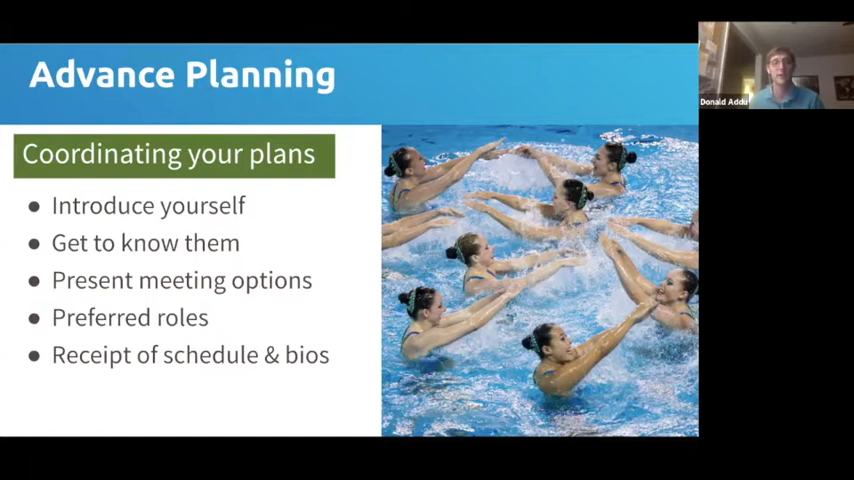 Advance Planning
Donald Addu
Coordinating your plans
● Introduce yourself
● Get to know them
● Present meeting options
● Preferred roles
● Receipt of schedule & bios